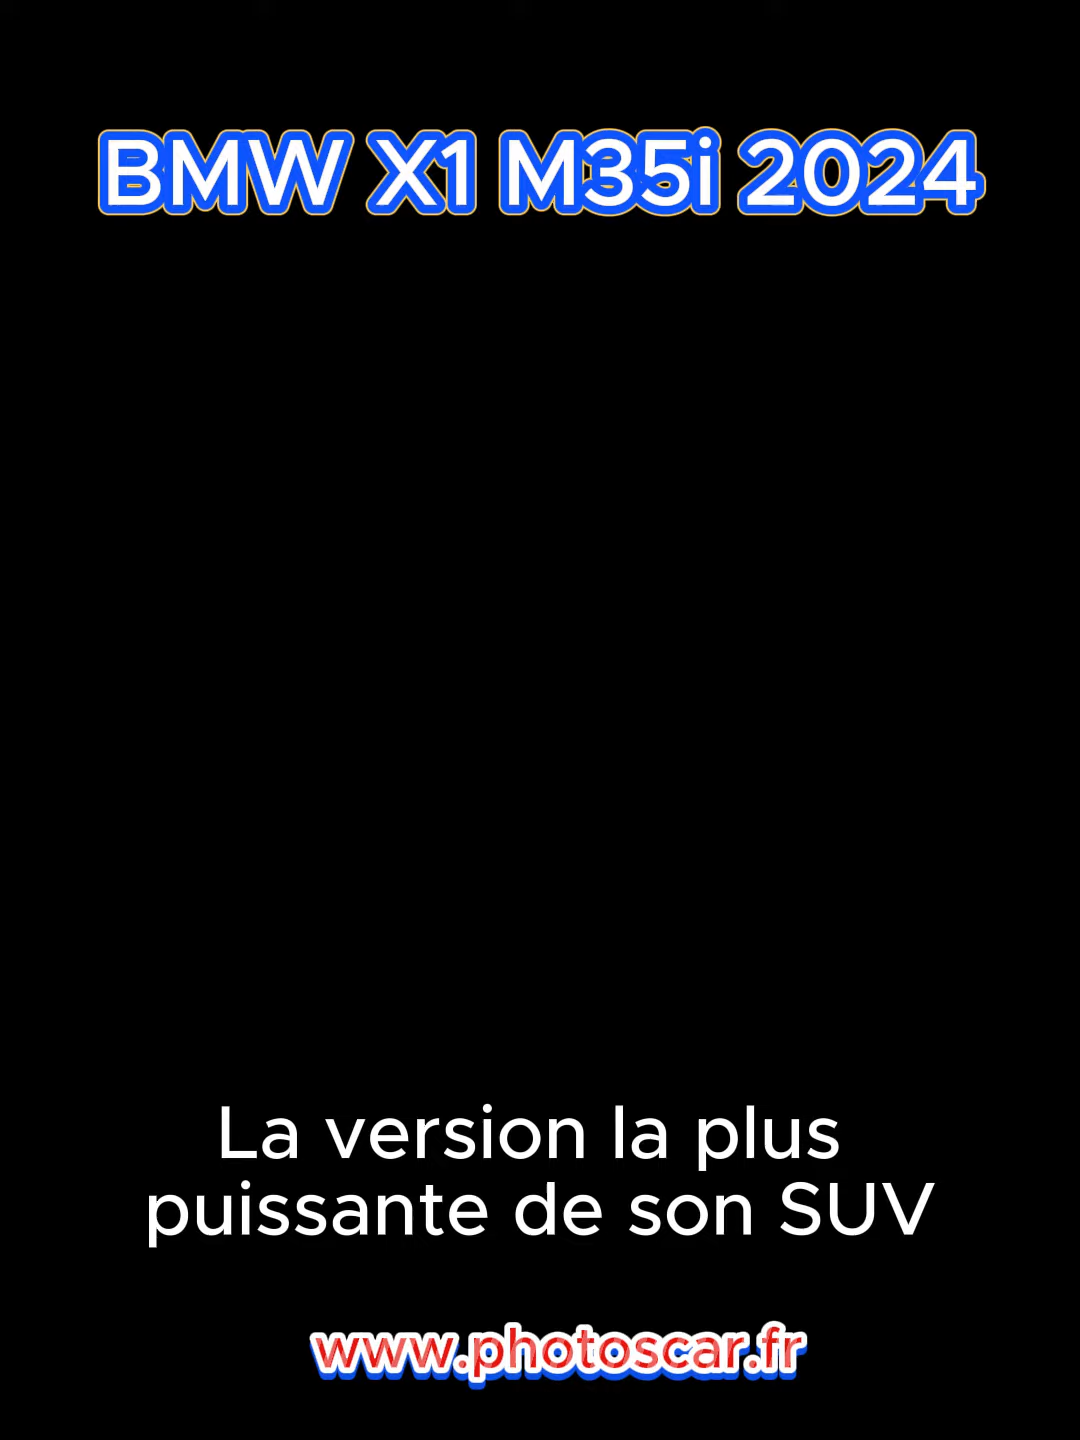 BMW X1 M35i 2024
La version la plus
puissante de son SUV
www.photoscar.fr